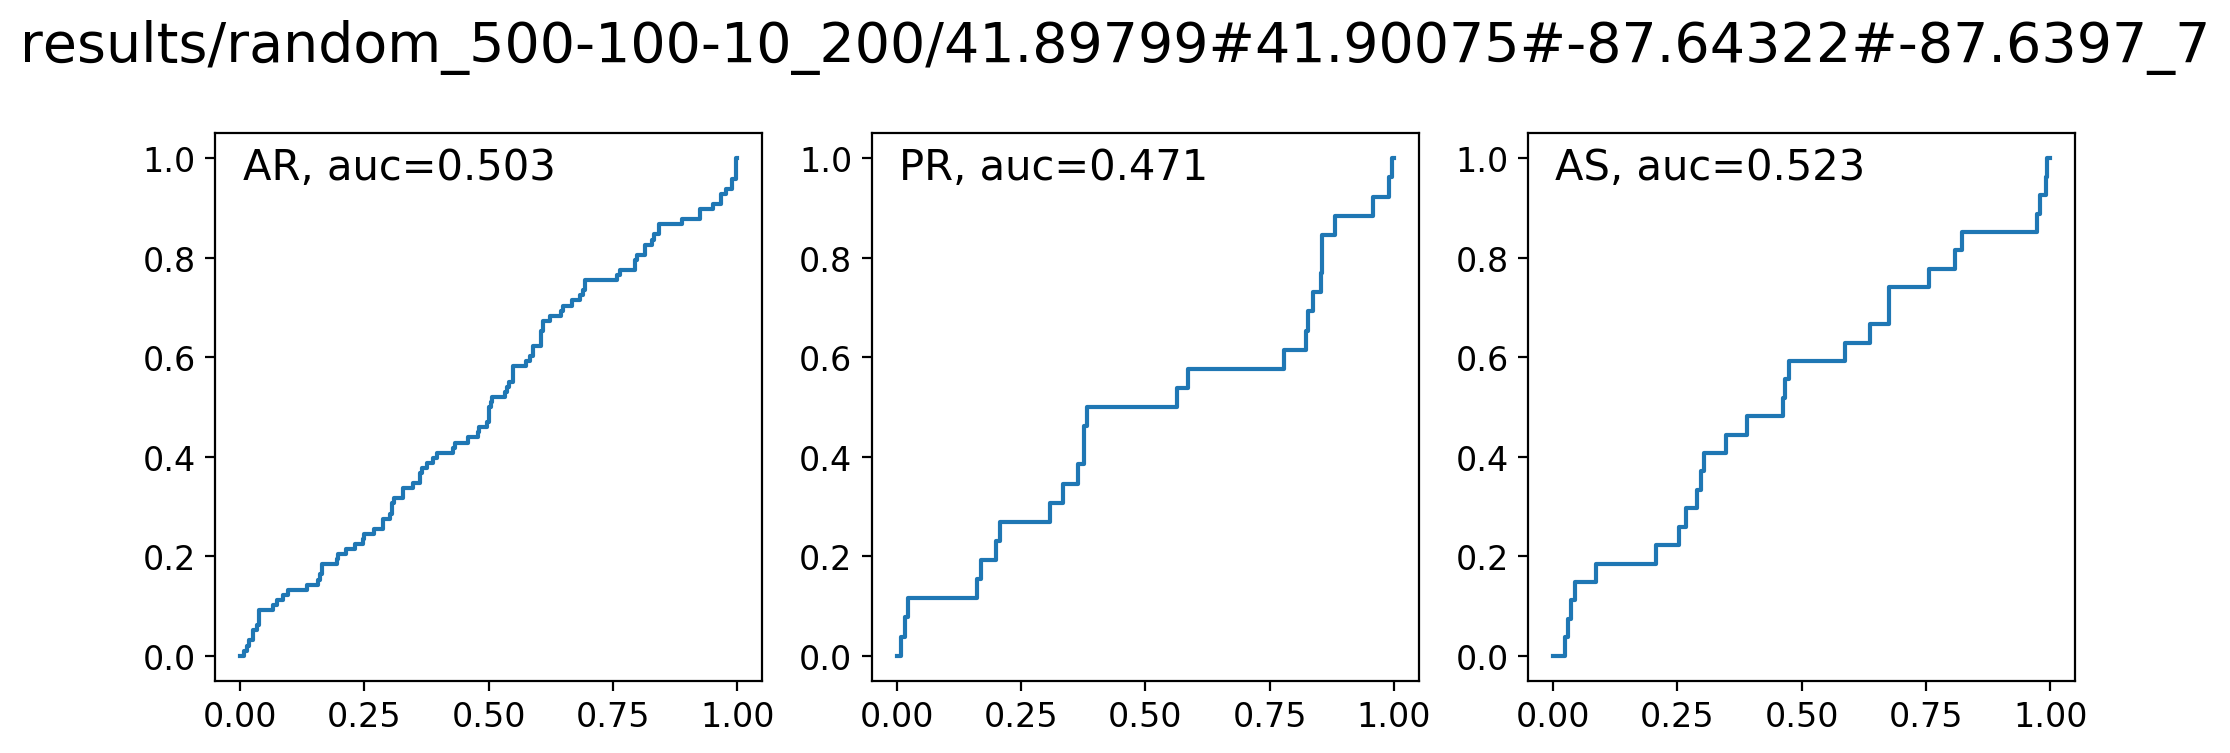 results/random_500-100-10_200/41.89799#41.90075#-87.64322#-87.6397_7
AR, auc=0.503
1.0
0.8
0.6
0.4
0.2
0.0
0.00 0.25 0.50 0.75 1.00
PR, auc=0.471
1.0
0.8
0.6
0.4
0.2
0.0
0.00 0.25 0.50 0.75 1.00
AS, auc=0.523
1.0
0.8
0.6
0.4
0.2
0.0
0.00 0.25 0.50 0.75 1.00